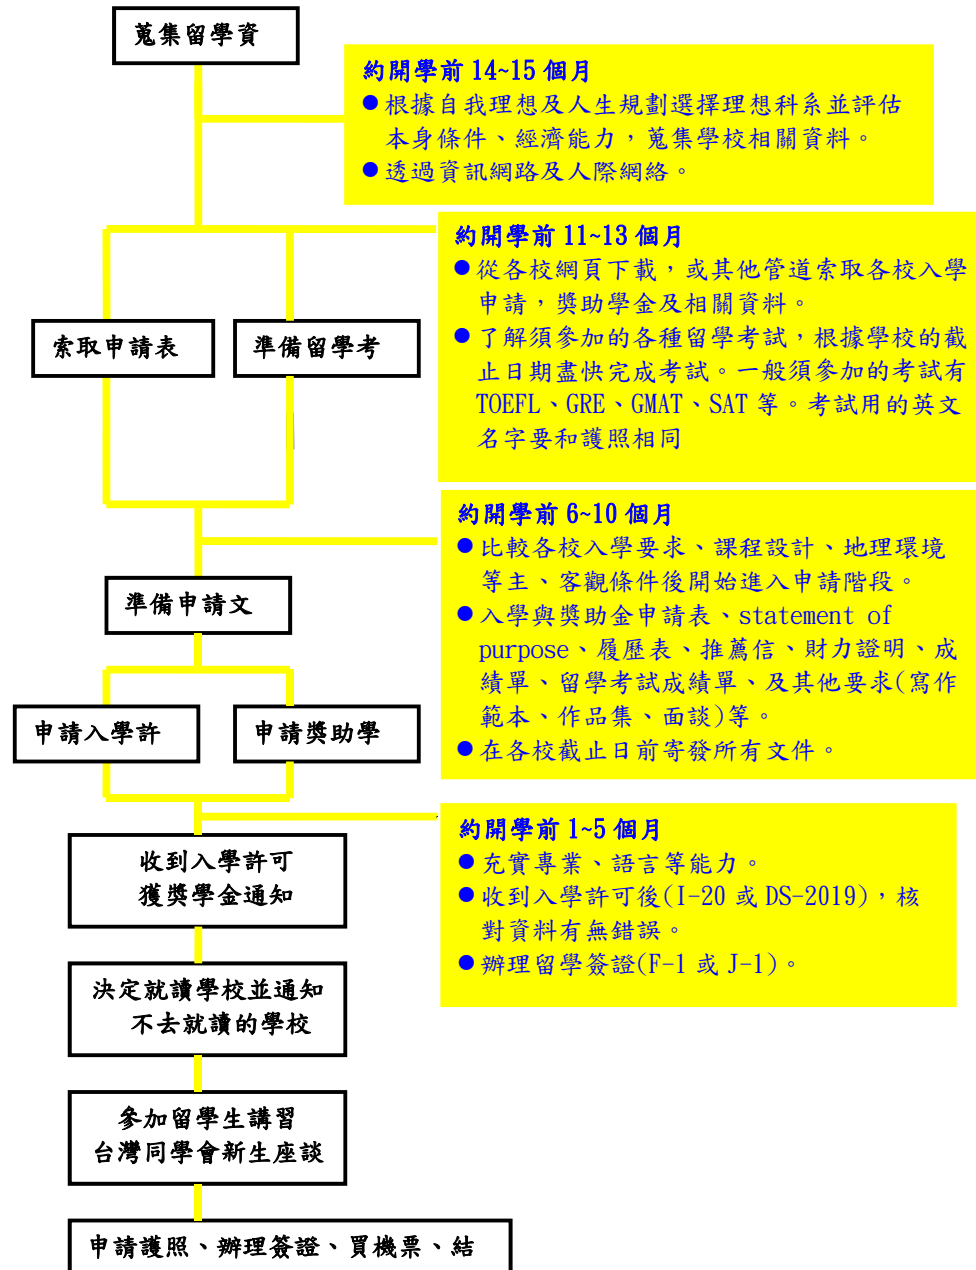 蒐集留學資
約開學前 14~15 個月
●根據自我理想及人生規劃選擇理想科系並評估
本身條件、經濟能力，蒐集學校相關資料。
●透過資訊網路及人際網絡。
約開學前 11~13 個月
●從各校網頁下載，或其他管道索取各校入學
申請，獎助學金及相關資料。
●了解須參加的各種留學考試，根據學校的截
止日期盡快完成考試。一般須參加的考試有
TOEFL、GRE、GMAT、SAT 等。考試用的英文
名字要和護照相同
索取申請表
準備留學考
約開學前 6~10 個月
●比較各校入學要求、課程設計、地理環境
等主、客觀條件後開始進入申請階段。
●入學與獎助金申請表、statement of
purpose、履歷表、推薦信、財力證明、成
績單、留學考試成績單、及其他要求(寫作
範本、作品集、面談)等。
●在各校截止日前寄發所有文件。
準備申請文
申請入學許
申請獎助學
約開學前 1~5 個月
●充實專業、語言等能力。
●收到入學許可後(I-20 或 DS-2019)，核
對資料有無錯誤。
●辦理留學簽證(F-1 或 J-1)。
收到入學許可
獲獎學金通知
決定就讀學校並通知
不去就讀的學校
參加留學生講習
台灣同學會新生座談
申請護照、辦理簽證、買機票、結